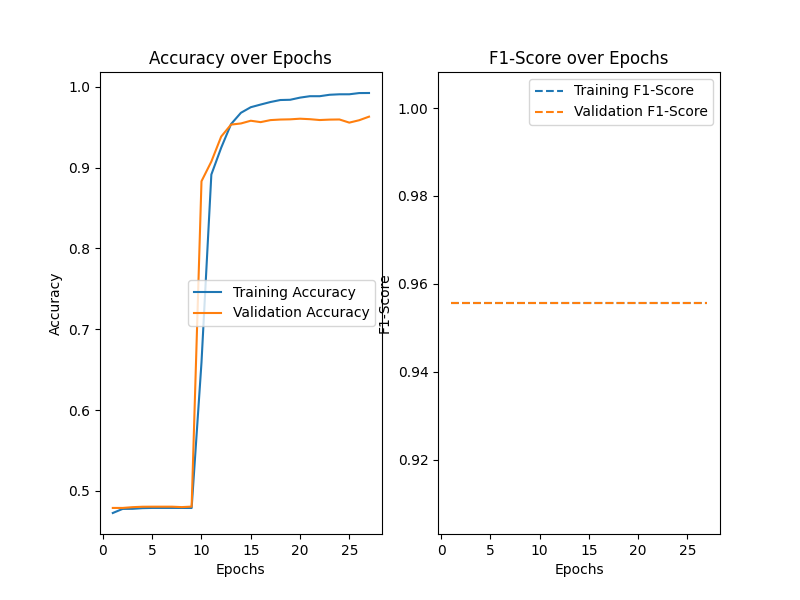 Accuracy over Epochs
Accuracy
1.0
0.9
0.8
0.7
0.6
0.5
Training Accuracy
Validation Accuracy
0 5 10 15 20 25
Epochs
F1-Score over Epochs
F1-Score
1.00
0.98
0.96
0.94
0.92
Training F1-Score
Validation F1-Score
0 5 10 15 20 25
Epochs